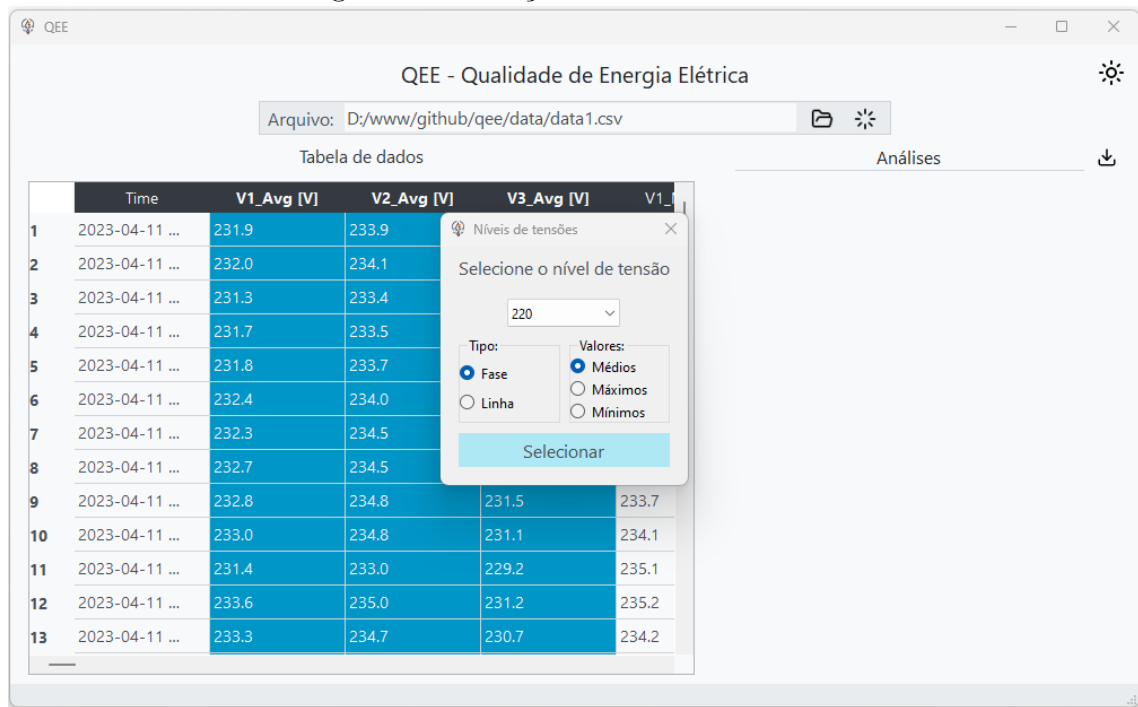 QEE
QEE - Qualidade de Energia Elétrica
Arquivo: D:/www/github/qee/data/data1.csv
Tabela de dados
Análises
Time V1_Avg [V] V2_Avg [V] V3_Avg [V] V1_
1 2023-04-11 ... 231.9 233.9
2 2023-04-11 ... 232.0 234.1
3 2023-04-11 ... 231.3 233.4
4 2023-04-11 ... 231.7 233.5
5 2023-04-11 ... 231.8 233.7
6 2023-04-11 ... 232.4 234.0
7 2023-04-11 ... 232.3 234.5
8 2023-04-11 ... 232.7 234.5
9 2023-04-11 ... 232.8 234.8 231.5 233.7
10 2023-04-11 ... 233.0 234.8 231.1 234.1
11 2023-04-11 ... 231.4 233.0 229.2 235.1
12 2023-04-11 ... 233.6 235.0 231.2 235.2
13 2023-04-11 ... 233.3 234.7 230.7 234.2
Níveis de tensões
Selecione o nível de tensão
220
Tipo:
Fase
Linha
Valores:
Médios
Máximos
Mínimos
Selecionar